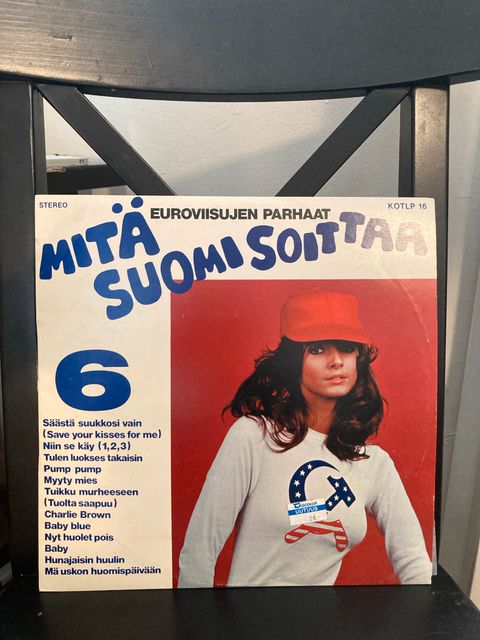 STEREO
KOTLP 16
EUROVIISUJEN PARHAAT
MITÄ
SUOMI SOITTAA
6
Säästä suukkosi vain
(Save your kisses for me)
Niin se käy (1,2,3)
Tulen luokses takaisin
Pump pump
Myyty mies
Tuikku murheeseen
(Tuolta saapuu)
Charlie Brown
Baby blue
Nyt huolet pois
Baby
Hunajaisin huulin
Mä uskon huomispäivään
UUTUUS